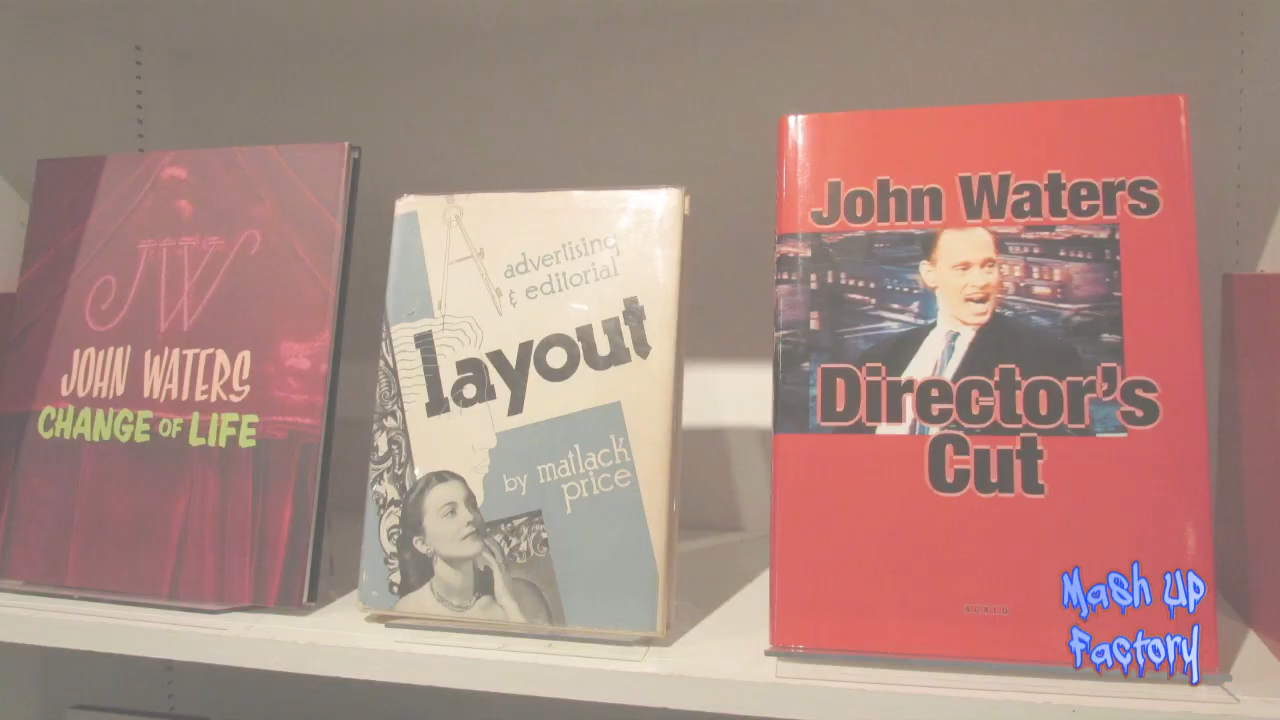 JW
JOHN WATERS
CHANGE OF LIFE
advertising
& editorial
layout
by matlack
price
John Waters
Director's
Cut
SCALO
Mash Up
Factory